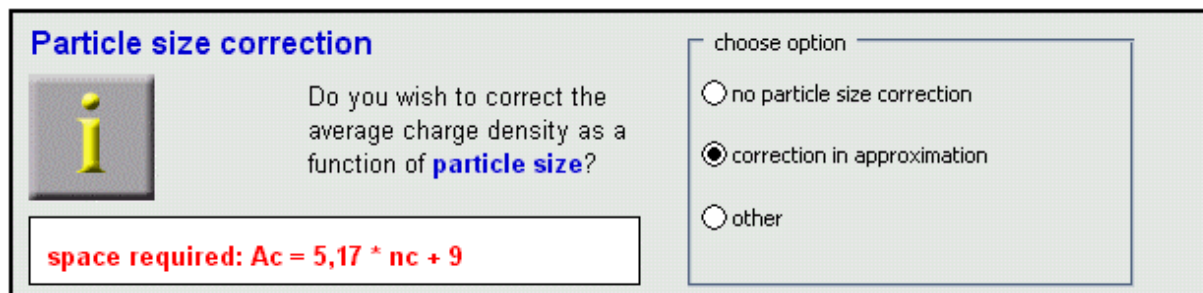 Particle size correction
Do you wish to correct the
average charge density as a
function of particle size?
space required: Ac = 5,17 * nc + 9
choose option
no particle size correction
correction in approximation
other